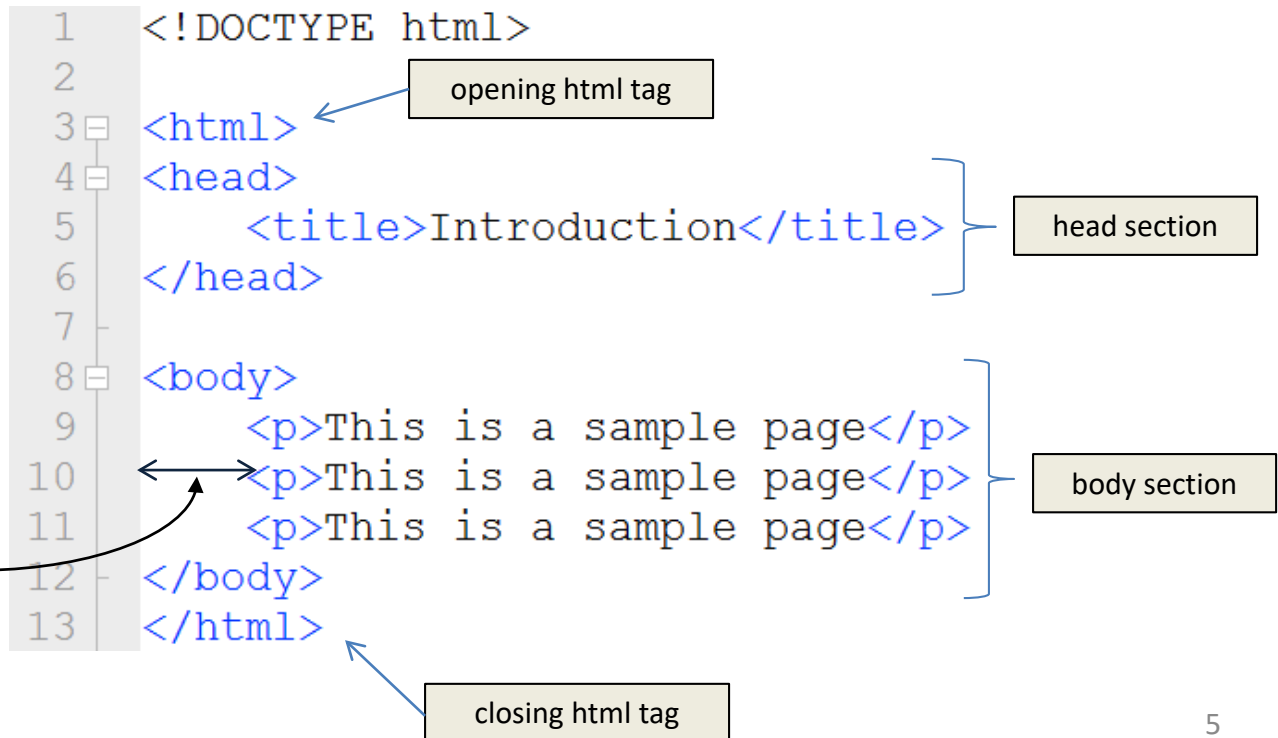 1 <!DOCTYPE html>
2
opening html tag
3 <html>
4 <head>
5 <title>Introduction</title>
head section
6 </head>
7
8 <body>
9 <p>This is a sample page</p>
10 <p>This is a sample page</p>
body section
11 <p>This is a sample page</p>
12 </body>
13 </html>
closing html tag
5